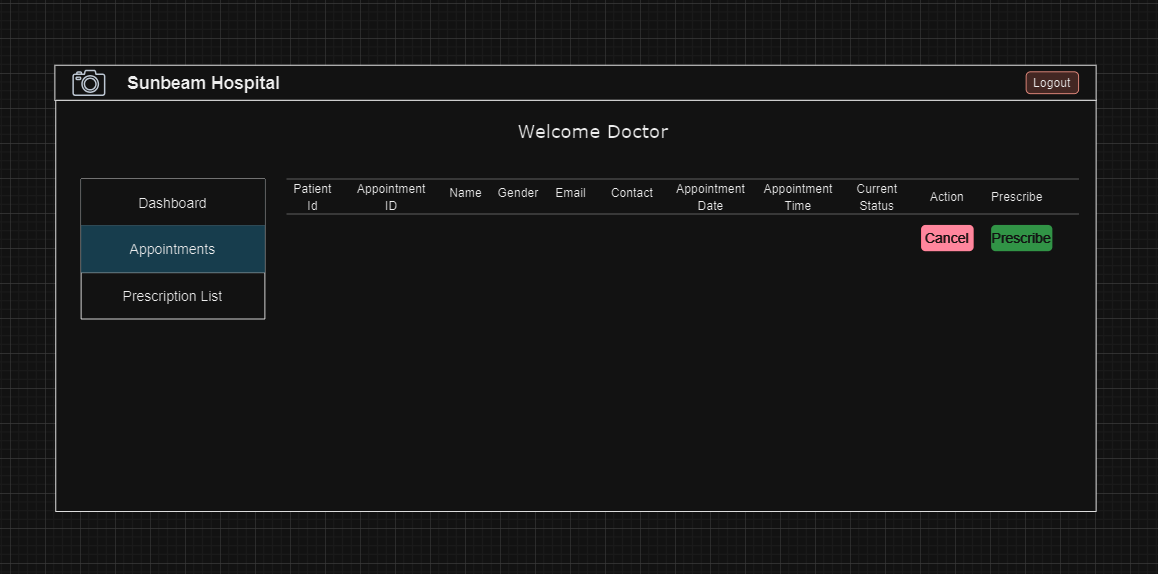 Sunbeam Hospital
Logout
Welcome Doctor
Dashboard
Appointments
Prescription List
Patient
Id
Appointment
ID
Name
Gender
Email
Contact
Appointment
Date
Appointment
Time
Current
Status
Action
Prescribe
Cancel
Prescribe